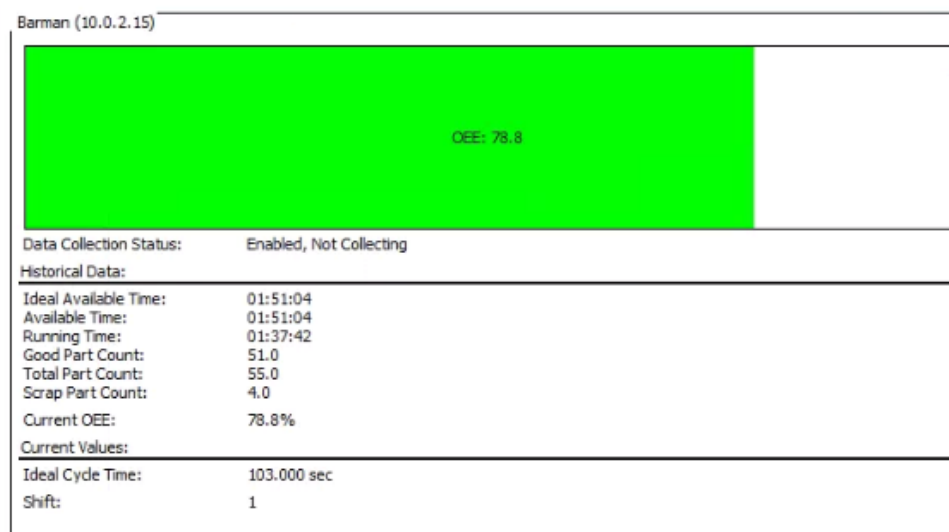 Barman (10.0.2.15)
OEE: 78.8
Data Collection Status: Enabled, Not Collecting
Historical Data:
Ideal Available Time: 01:51:04
Available Time: 01:51:04
Running Time: 01:37:42
Good Part Count: 51.0
Total Part Count: 55.0
Scrap Part Count: 4.0
Current OEE: 78.8%
Current Values:
Ideal Cycle Time: 103.000 sec
Shift: 1